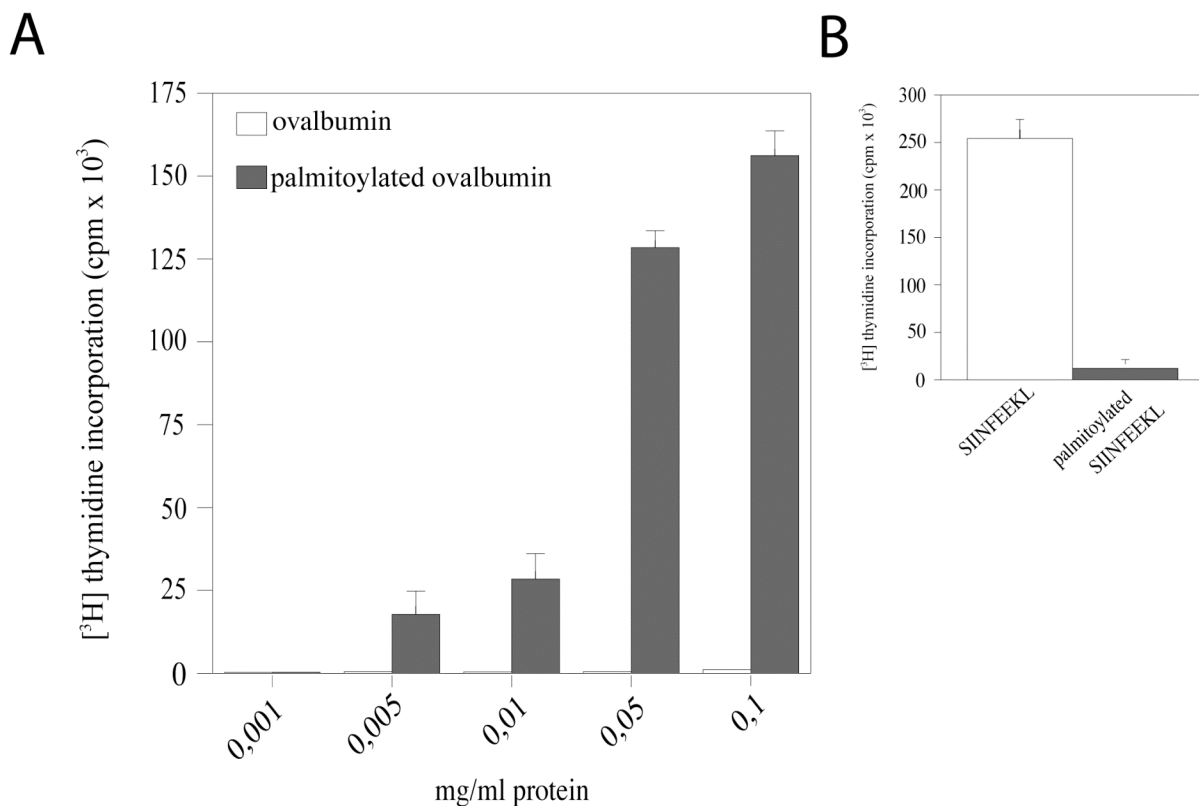 A
[³H] thymidine incorporation (cpm x 10³)
175
150
125
100
75
50
25
0
ovalbumin
palmitoylated ovalbumin
0,001
0,005
0,01
0,05
0,1
mg/ml protein
B
[³H] thymidine incorporation (cpm x 10³)
300
250
200
150
100
50
0
SIINFEEKL
palmitoylated
SIINFEEKL